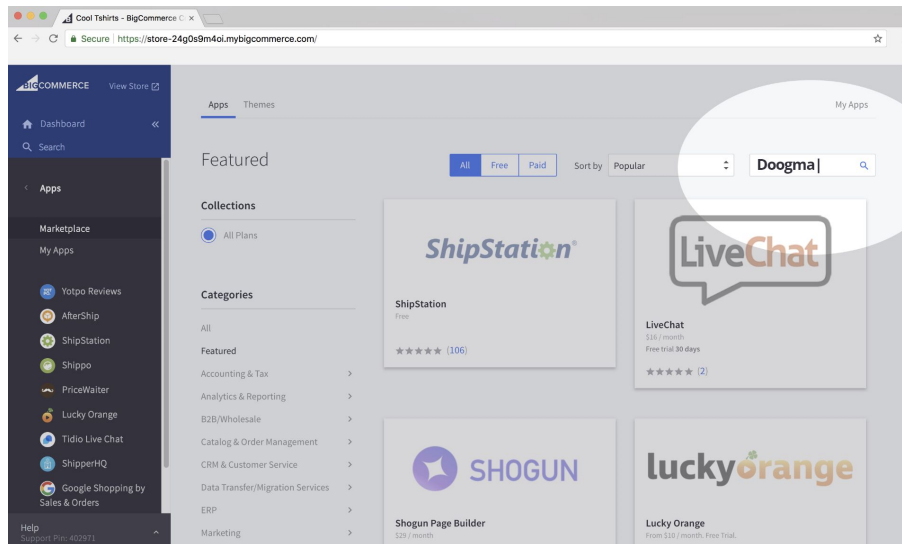 Cool Tshirts - BigCommerce C
Secure https://store-24g0s9m4oi.mybigcommerce.com/
BIGCOMMERCE
View Store
Dashboard
Search
Apps
Marketplace
My Apps
Yotpo Reviews
AfterShip
ShipStation
Shippo
PriceWaiter
Lucky Orange
Tidio Live Chat
ShipperHQ
Google Shopping by
Sales & Orders
Help
Support Pin: 402971
Apps Themes
My Apps
Featured
All Free Paid
Sort by Popular
Doogma
Collections
All Plans
Categories
All
Featured
Accounting & Tax
Analytics & Reporting
B2B/Wholesale
Catalog & Order Management
CRM & Customer Service
Data Transfer/Migration Services
ERP
Marketing
ShipStation®
ShipStation
Free
(106)
LiveChat
LiveChat
$16 / month
Free trial 30 days
(2)
SHOGUN
Shogun Page Builder
$29 / month
luckyorange
Lucky Orange
From $10 / month. Free Trial.